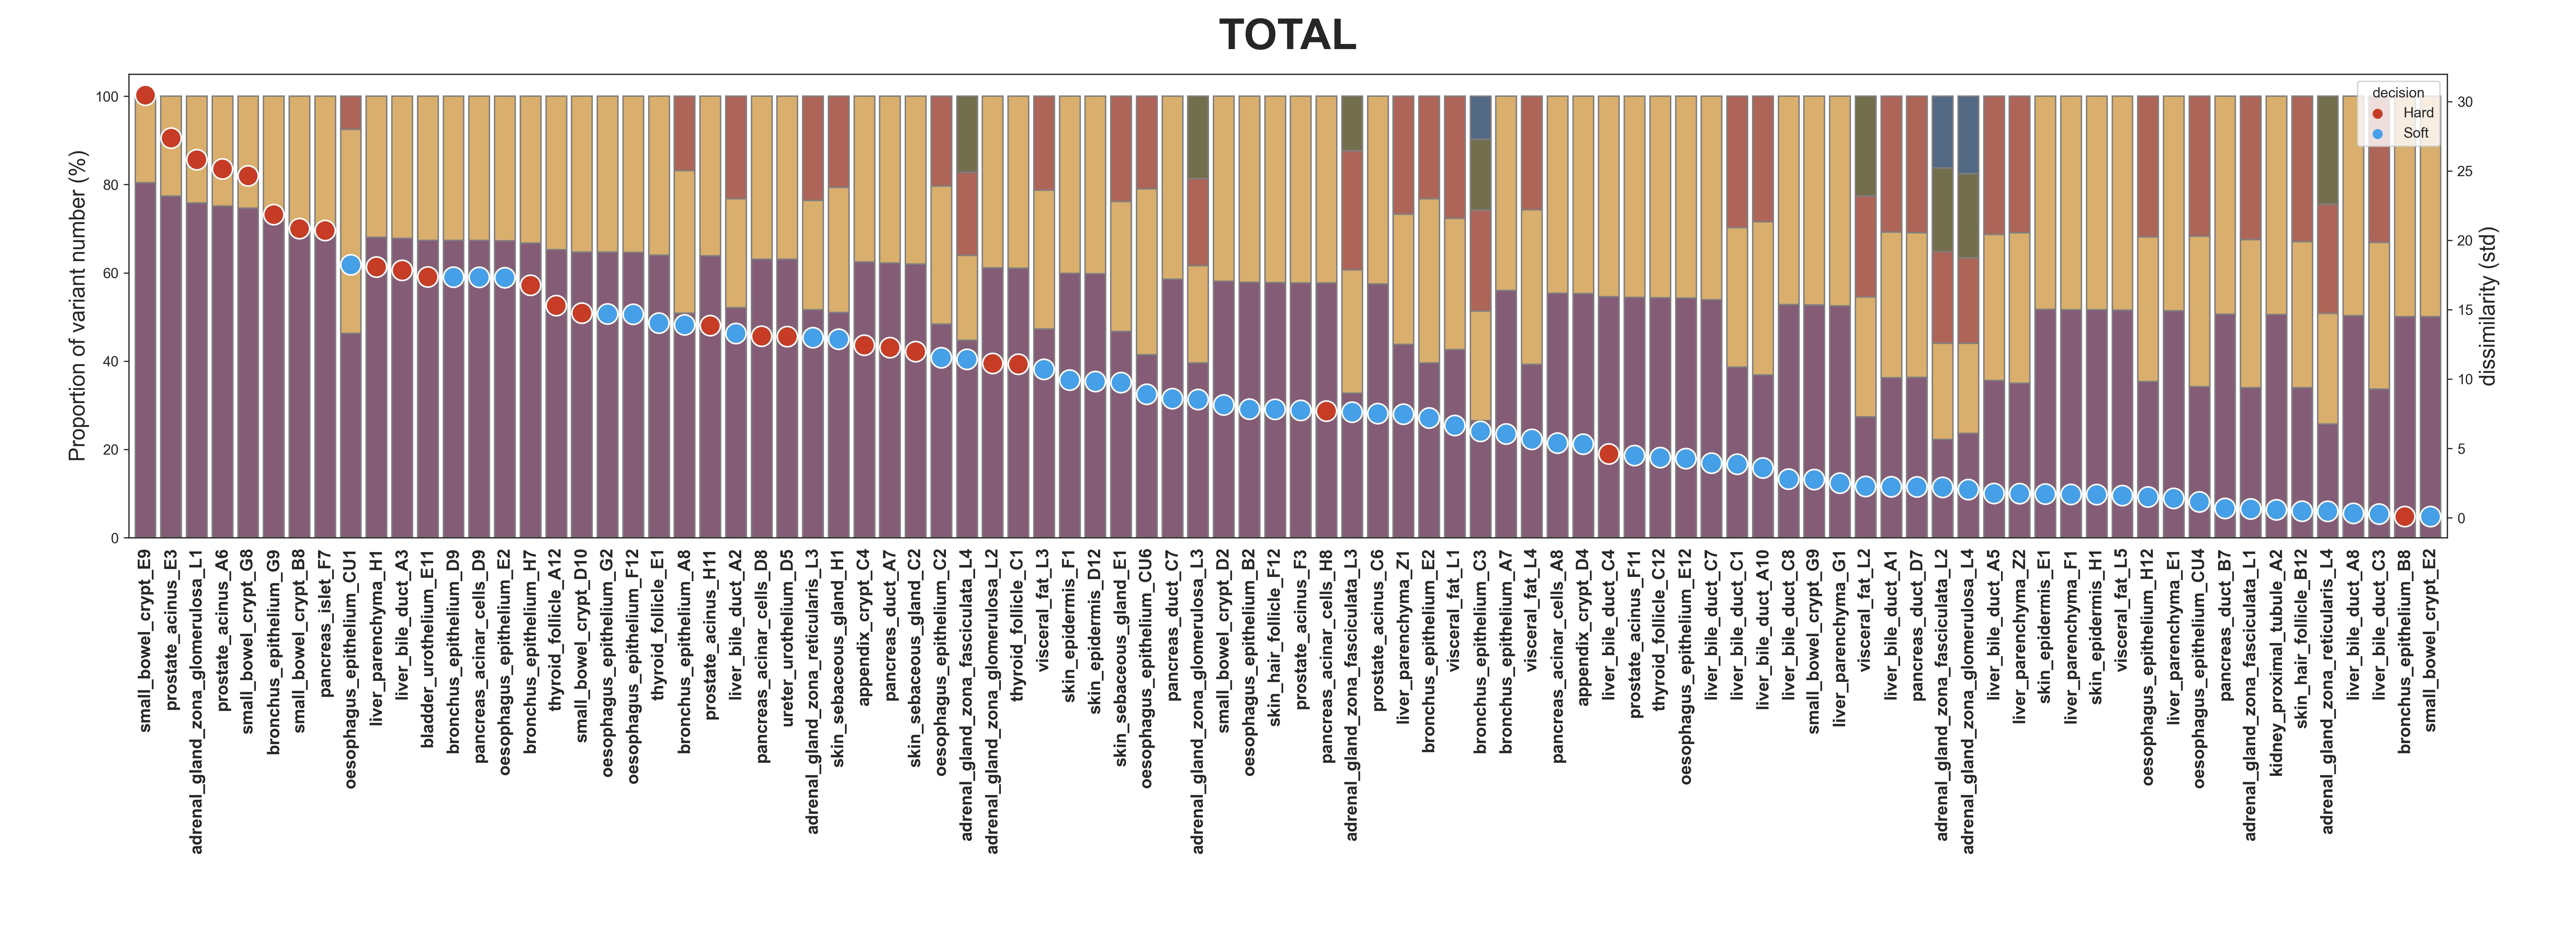 TOTAL
Proportion of variant number (%)
100
80
60
40
20
0
decision
Hard
Soft
30
25
20
15
10
5
0
dissimilarity (std)
small_bowel_crypt_E9
prostate_acinus_E3
adrenal_gland_zona_glomerulosa_L1
prostate_acinus_A6
small_bowel_crypt_G8
bronchus_epithelium_G9
small_bowel_crypt_B8
pancreas_islet_F7
oesophagus_epithelium_CU1
liver_parenchyma_H1
liver_bile_duct_A3
bladder_urothelium_E11
bronchus_epithelium_D9
pancreas_acinar_cells_D9
oesophagus_epithelium_E2
bronchus_epithelium_H7
thyroid_follicle_A12
small_bowel_crypt_D10
oesophagus_epithelium_G2
oesophagus_epithelium_F12
thyroid_follicle_E1
bronchus_epithelium_A8
prostate_acinus_H11
liver_bile_duct_A2
pancreas_acinar_cells_D8
ureter_urothelium_D5
adrenal_gland_zona_reticularis_L3
skin_sebaceous_gland_H1
appendix_crypt_C4
pancreas_duct_A7
skin_sebaceous_gland_C2
oesophagus_epithelium_C2
adrenal_gland_zona_fasciculata_L4
adrenal_gland_zona_glomerulosa_L2
thyroid_follicle_C1
visceral_fat_L3
skin_epidermis_F1
skin_epidermis_D12
skin_sebaceous_gland_E1
oesophagus_epithelium_CU6
pancreas_duct_C7
adrenal_gland_zona_glomerulosa_L3
small_bowel_crypt_D2
oesophagus_epithelium_B2
skin_hair_follicle_F12
prostate_acinus_F3
pancreas_acinar_cells_H8
adrenal_gland_zona_fasciculata_L3
prostate_acinus_C6
liver_parenchyma_Z1
bronchus_epithelium_E2
visceral_fat_L1
bronchus_epithelium_C3
bronchus_epithelium_A7
visceral_fat_L4
pancreas_acinar_cells_A8
appendix_crypt_D4
liver_bile_duct_C4
prostate_acinus_F11
thyroid_follicle_C12
oesophagus_epithelium_E12
liver_bile_duct_C7
liver_bile_duct_C1
liver_bile_duct_A10
liver_bile_duct_C8
small_bowel_crypt_G9
liver_parenchyma_G1
visceral_fat_L2
liver_bile_duct_A1
pancreas_duct_D7
adrenal_gland_zona_fasciculata_L2
adrenal_gland_zona_glomerulosa_L4
liver_bile_duct_A5
liver_parenchyma_Z2
skin_epidermis_E1
liver_parenchyma_F1
skin_epidermis_H1
visceral_fat_L5
oesophagus_epithelium_H12
liver_parenchyma_E1
oesophagus_epithelium_CU4
pancreas_duct_B7
adrenal_gland_zona_fasciculata_L1
kidney_proximal_tubule_A2
skin_hair_follicle_B12
adrenal_gland_zona_reticularis_L4
liver_bile_duct_A8
liver_bile_duct_C3
bronchus_epithelium_B8
small_bowel_crypt_E2